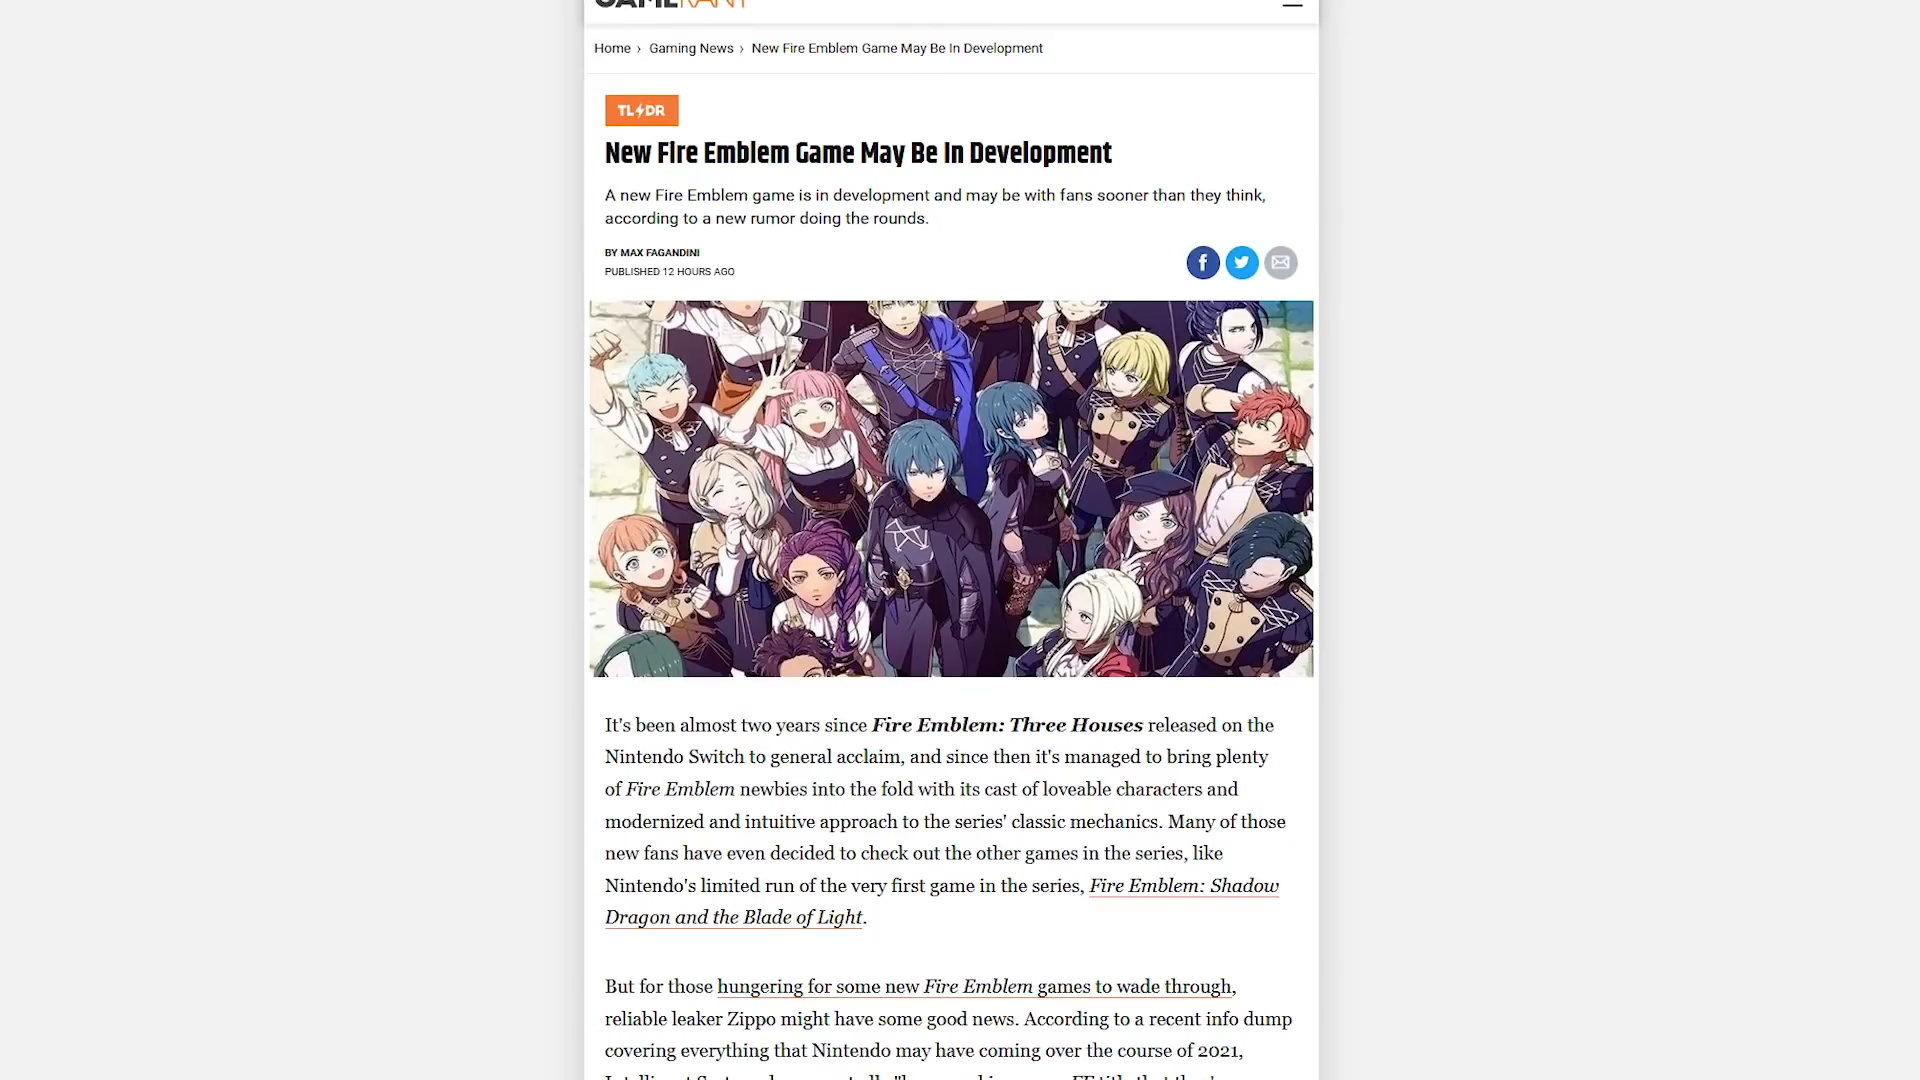 GAMERANT
Home › Gaming News › New Fire Emblem Game May Be In Development
TL DR
New Fire Emblem Game May Be In Development
A new Fire Emblem game is in development and may be with fans sooner than they think,
according to a new rumor doing the rounds.
BY MAX FAGANDINI
PUBLISHED 12 HOURS AGO
It's been almost two years since Fire Emblem: Three Houses released on the
Nintendo Switch to general acclaim, and since then it's managed to bring plenty
of Fire Emblem newbies into the fold with its cast of loveable characters and
modernized and intuitive approach to the series' classic mechanics. Many of those
new fans have even decided to check out the other games in the series, like
Nintendo's limited run of the very first game in the series, Fire Emblem: Shadow
Dragon and the Blade of Light.
But for those hungering for some new Fire Emblem games to wade through,
reliable leaker Zippo might have some good news. According to a recent info dump
covering everything that Nintendo may have coming over the course of 2021,